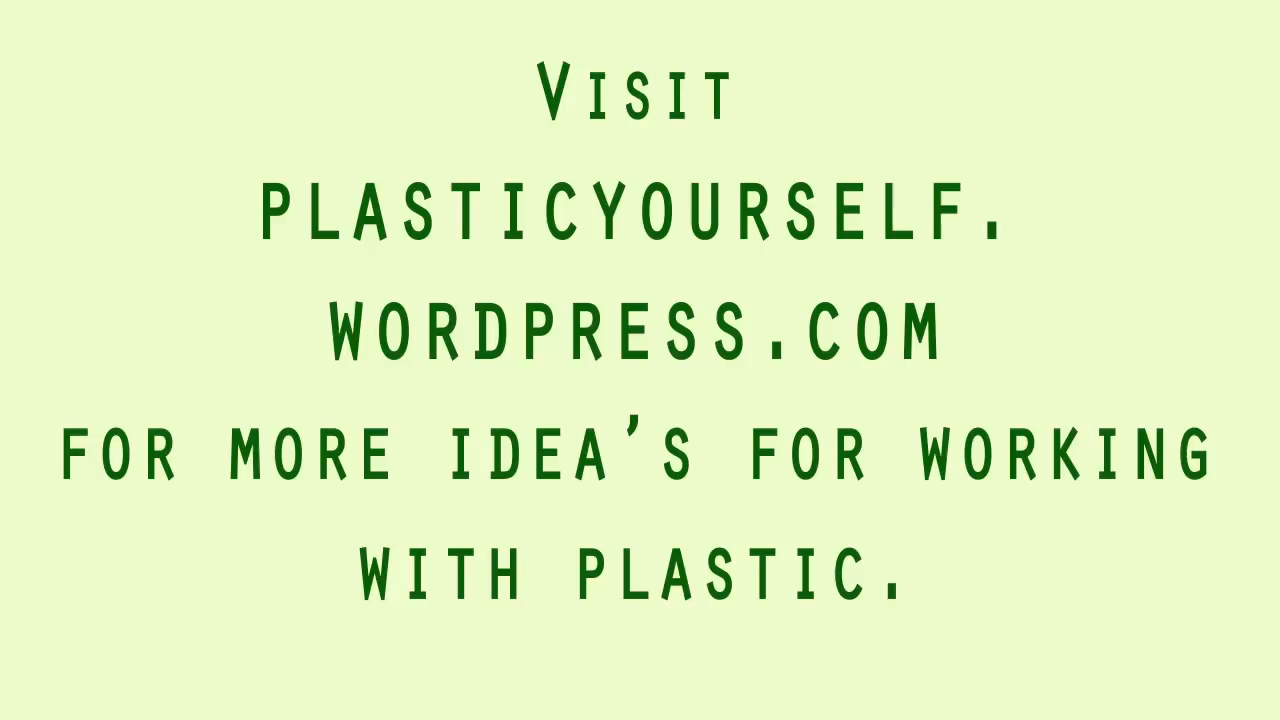 Visit
PLASTICYOURSELF.
WORDPRESS.COM
FOR MORE IDEA'S FOR WORKING
WITH PLASTIC.